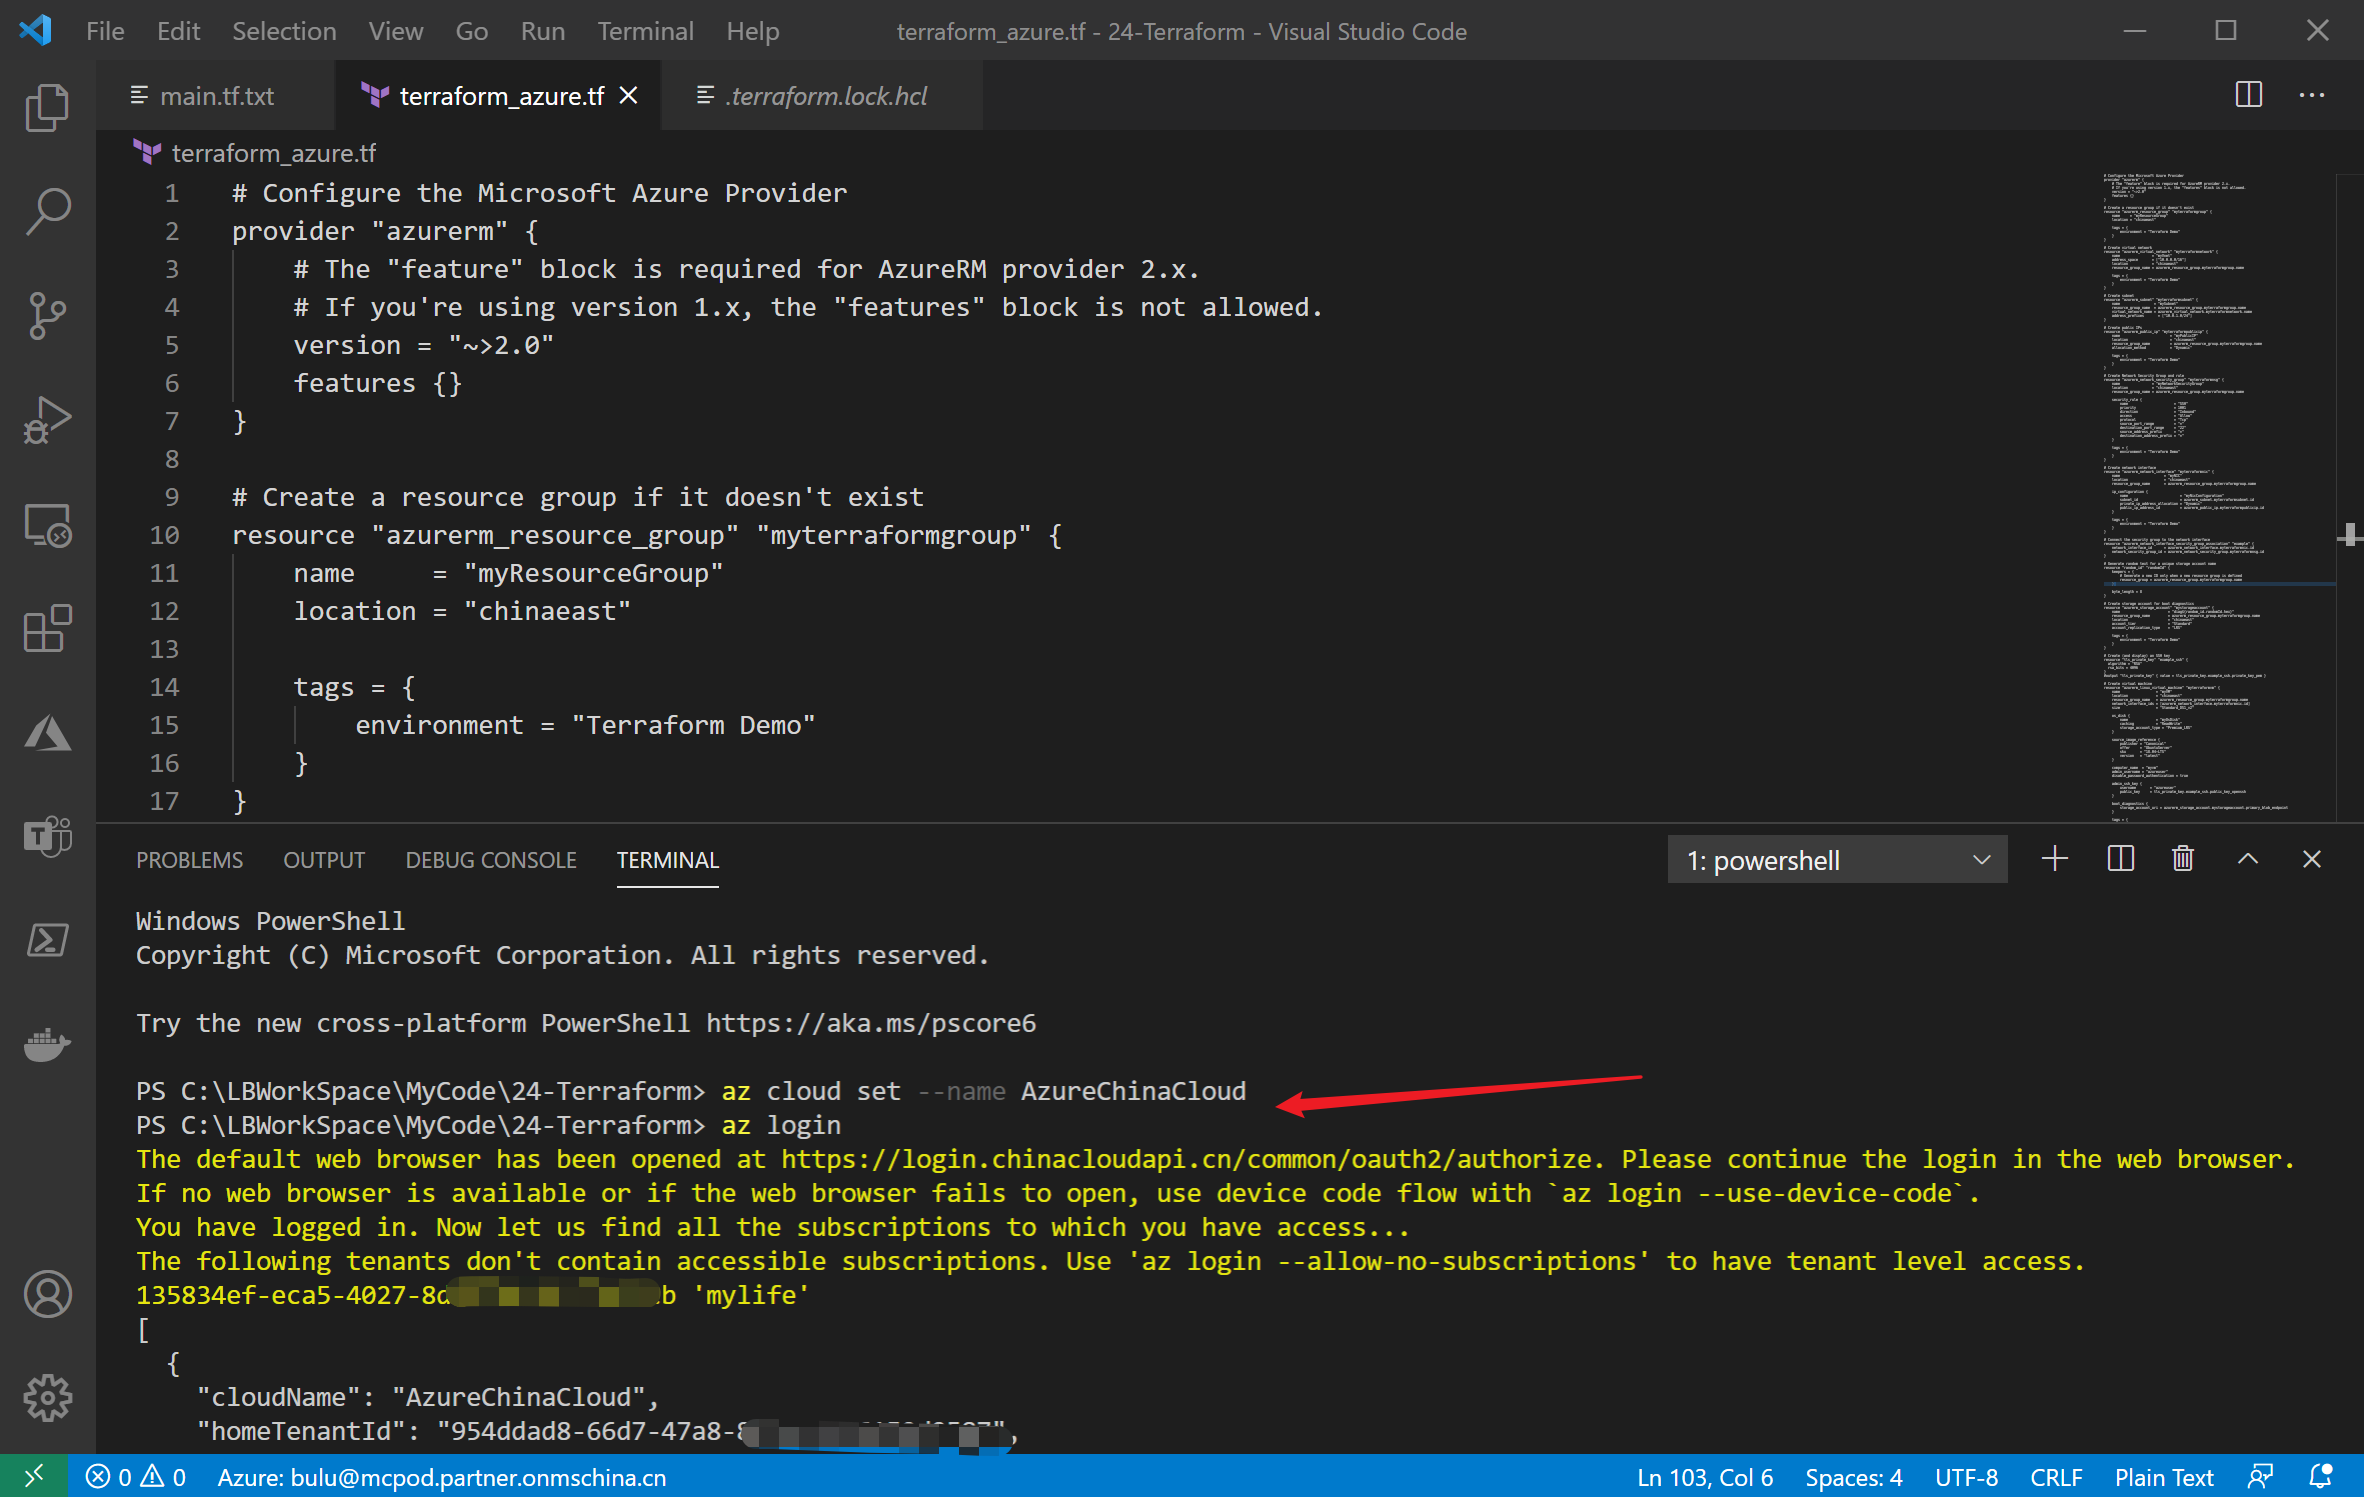 File Edit Selection View Go Run Terminal Help terraform_azure.tf - 24-Terraform - Visual Studio Code
main.tf.txt terraform_azure.tf .terraform.lock.hcl
terraform_azure.tf
1 # Configure the Microsoft Azure Provider
2 provider "azurerm" {
3 # The "feature" block is required for AzureRM provider 2.x.
4 # If you're using version 1.x, the "features" block is not allowed.
5 version = "~>2.0"
6 features {}
7 }
8
9 # Create a resource group if it doesn't exist
10 resource "azurerm_resource_group" "myterraformgroup" {
11 name     = "myResourceGroup"
12 location = "chinaeast"
13
14 tags = {
15 environment = "Terraform Demo"
16 }
17 }
PROBLEMS OUTPUT DEBUG CONSOLE TERMINAL 1: powershell
Windows PowerShell
Copyright (C) Microsoft Corporation. All rights reserved.
Try the new cross-platform PowerShell https://aka.ms/pscore6
PS C:\LBWorkSpace\MyCode\24-Terraform> az cloud set --name AzureChinaCloud
PS C:\LBWorkSpace\MyCode\24-Terraform> az login
The default web browser has been opened at https://login.chinacloudapi.cn/common/oauth2/authorize. Please continue the login in the web browser.
If no web browser is available or if the web browser fails to open, use device code flow with `az login --use-device-code`.
You have logged in. Now let us find all the subscriptions to which you have access...
The following tenants don't contain accessible subscriptions. Use 'az login --allow-no-subscriptions' to have tenant level access.
135834ef-eca5-4027-8d b 'mylife'
[
{
"cloudName": "AzureChinaCloud",
"homeTenantId": "954ddad8-66d7-47a8-
0 0 Azure: bulu@mcpod.partner.onmschina.cn Ln 103, Col 6 Spaces: 4 UTF-8 CRLF Plain Text